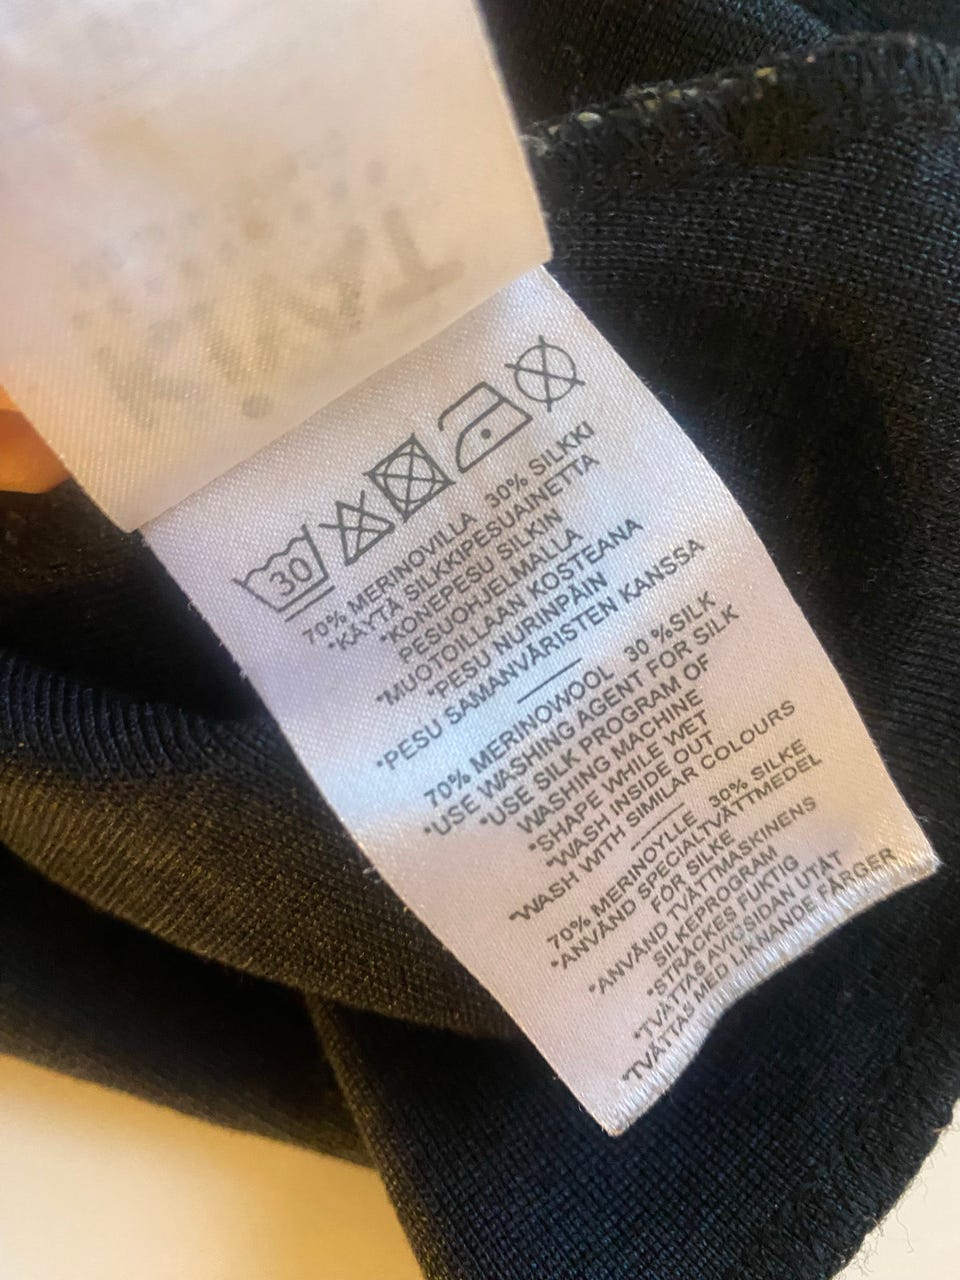 30
70% MERINOVILLA 30% SILKKI
*KÄYTÄ SILKKIPESUAINETTA
*KONEPESU SILKIN
PESUOHJELMALLA
*MUOTOILLAAN KOSTEANA
*PESU NURINPÄIN
*PESU SAMANVÄRISTEN KANSSA
70% MERINOWOOL 30 %SILK
*USE WASHING AGENT FOR SILK
*USE SILK PROGRAM OF
WASHING MACHINE
*SHAPE WHILE WET
*WASH INSIDE OUT
*WASH WITH SIMILAR COLOURS
70% MERINOYLLE 30% SILKE
*ANVÄND SPECIALTVÄTTMEDEL
FÖR SILKE
*ANVÄND TVÄTTMASKINENS
SILKEPROGRAM
*STRÄCKES FUKTIG
*TVÄTTAS AVIGSIDAN UTÅT
*TVÄTTAS MED LIKNANDE FÄRGER